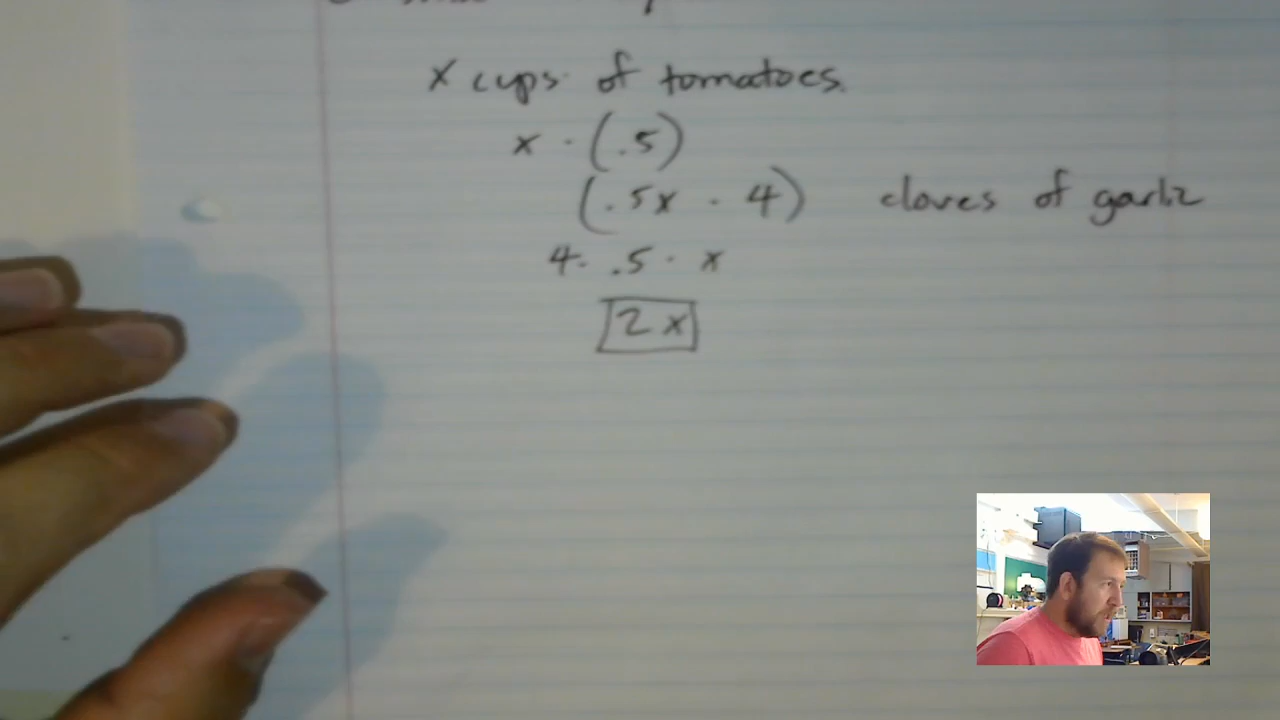 x cups of tomatoes.
x · (.5)
(.5x · 4) cloves of garlic
4 · .5 · x
2x